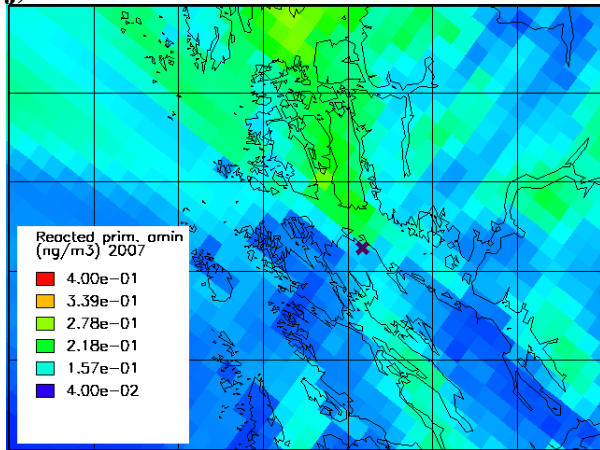 Reacted prim. amin
(ng/m3) 2007
4.00e-01
3.39e-01
2.78e-01
2.18e-01
1.57e-01
4.00e-02